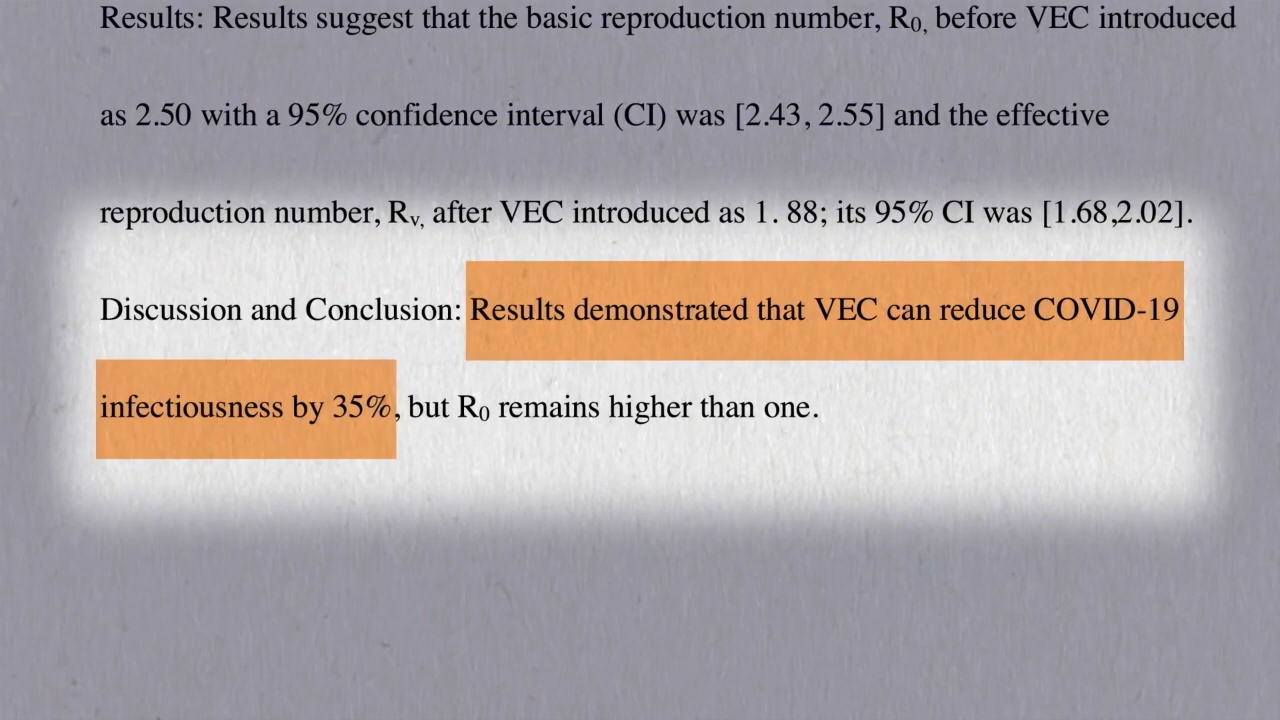 Results: Results suggest that the basic reproduction number, R₀, before VEC introduced
as 2.50 with a 95% confidence interval (CI) was [2.43, 2.55] and the effective
reproduction number, Rᵥ, after VEC introduced as 1. 88; its 95% CI was [1.68,2.02].
Discussion and Conclusion: Results demonstrated that VEC can reduce COVID-19
infectiousness by 35%, but R₀ remains higher than one.